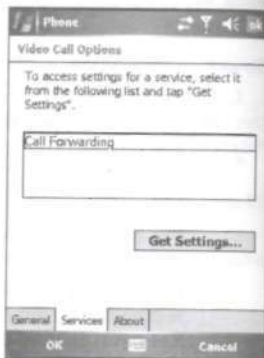 Phone
ok
Video Call Options
To access settings for a service, select it
from the following list and tap "Get
Settings".
Call Forwarding
Get Settings...
General Services About
OK Cancel